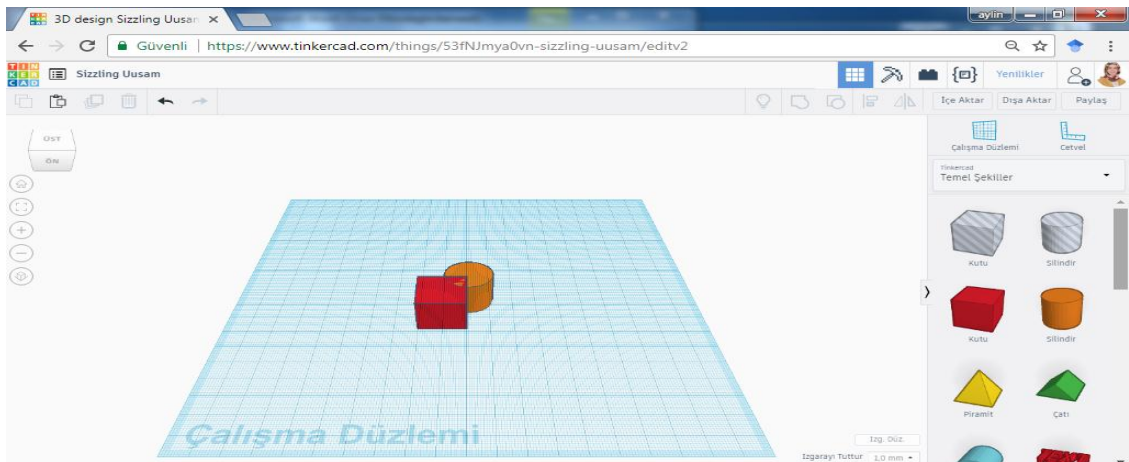 3D design Sizzling Uusan
aylin
Güvenli | https://www.tinkercad.com/things/53fNJmya0vn-sizzling-uusam/editv2
TIN
KER
CAD
Sizzling Uusam
Yenilikler
İçe Aktar Dışa Aktar Paylaş
ÜST
ÖN
Çalışma Düzlemi Cetvel
Tinkercad
Temel Şekiller
Kutu Silindir
Kutu Silindir
Piramit Çatı
Çalışma Düzlemi
Izg. Düz.
Izgarayı Tuttur 1,0 mm